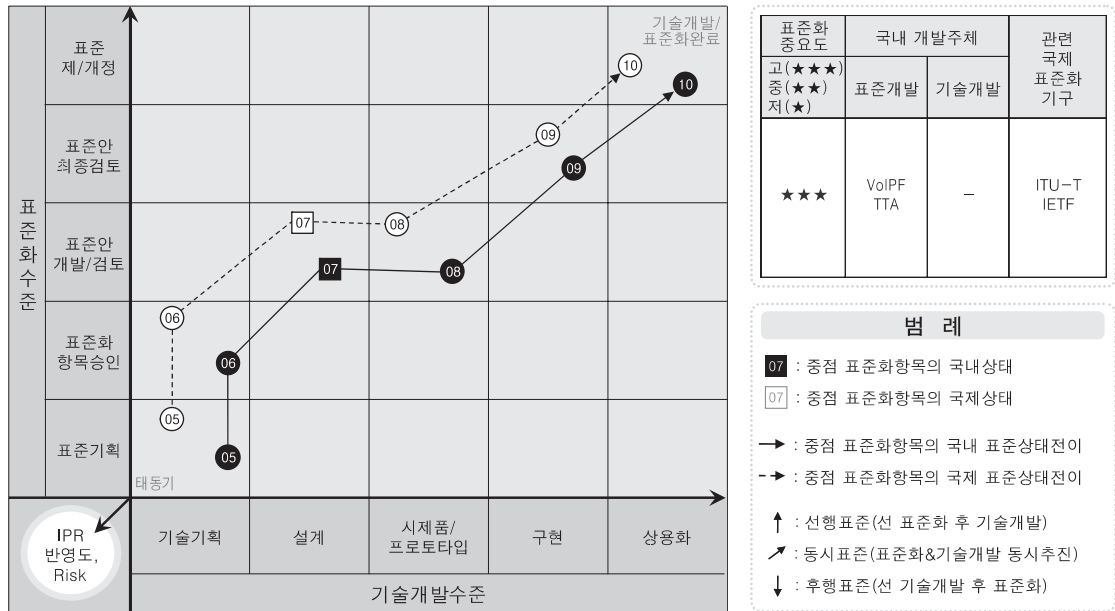 표준화수준
표준
제/개정
표준안
최종검토
표준안
개발/검토
표준화
항목승인
표준기획
기술개발/
표준화완료
10
10
09
09
07
08
07
08
06
06
05
05
태동기
IPR
반영도,
Risk
기술기획
설계
시제품/
프로토타입
구현
상용화
기술개발수준
표준화
중요도
국내 개발주체
관련
국제
표준화
기구
고(★★★)
중(★★)
저(★)
표준개발
기술개발
★★★
VoIPF
TTA
–
ITU-T
IETF
범 례
07 : 중점 표준화항목의 국내상태
07 : 중점 표준화항목의 국제상태
: 중점 표준화항목의 국내 표준상태전이
: 중점 표준화항목의 국제 표준상태전이
: 선행표준(선 표준화 후 기술개발)
: 동시표준(표준화&기술개발 동시추진)
: 후행표준(선 기술개발 후 표준화)